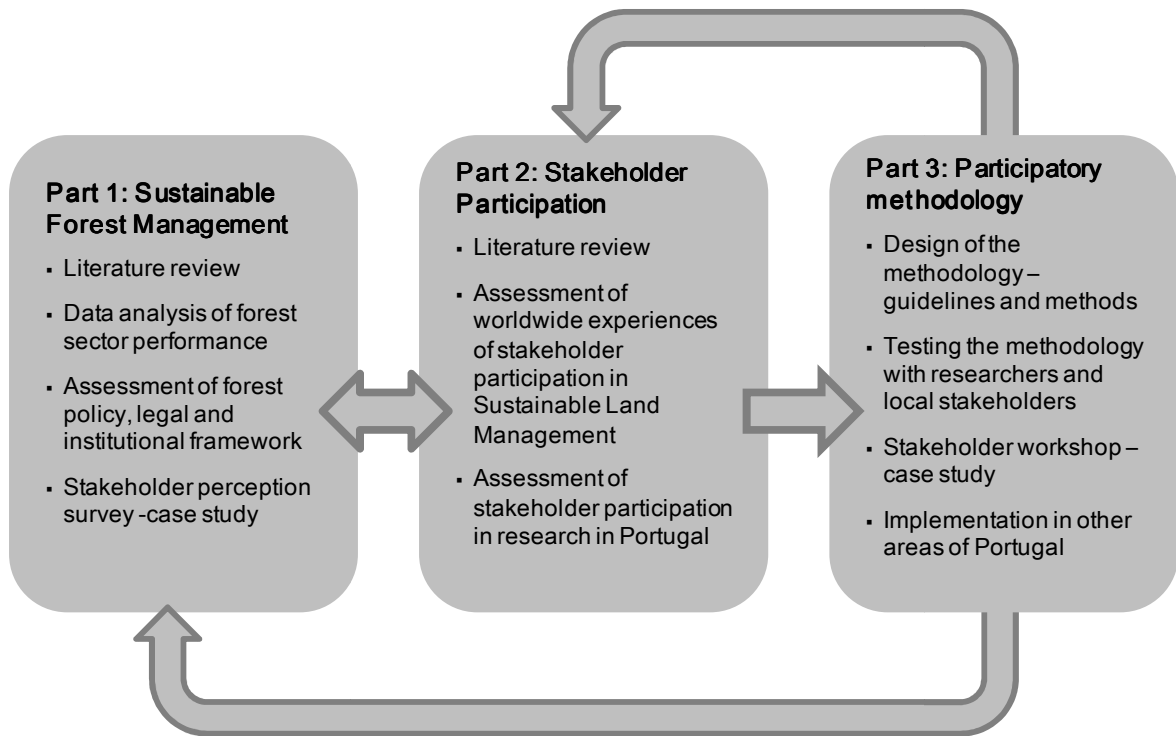 Part 1: Sustainable
Forest Management
▪ Literature review
▪ Data analysis of forest
sector performance
▪ Assessment of forest
policy, legal and
institutional framework
▪ Stakeholder perception
survey -case study
Part 2: Stakeholder
Participation
▪ Literature review
▪ Assessment of
worldwide experiences
of stakeholder
participation in
Sustainable Land
Management
▪ Assessment of
stakeholder participation
in research in Portugal
Part 3: Participatory
methodology
▪ Design of the
methodology –
guidelines and methods
▪ Testing the methodology
with researchers and
local stakeholders
▪ Stakeholder workshop –
case study
▪ Implementation in other
areas of Portugal